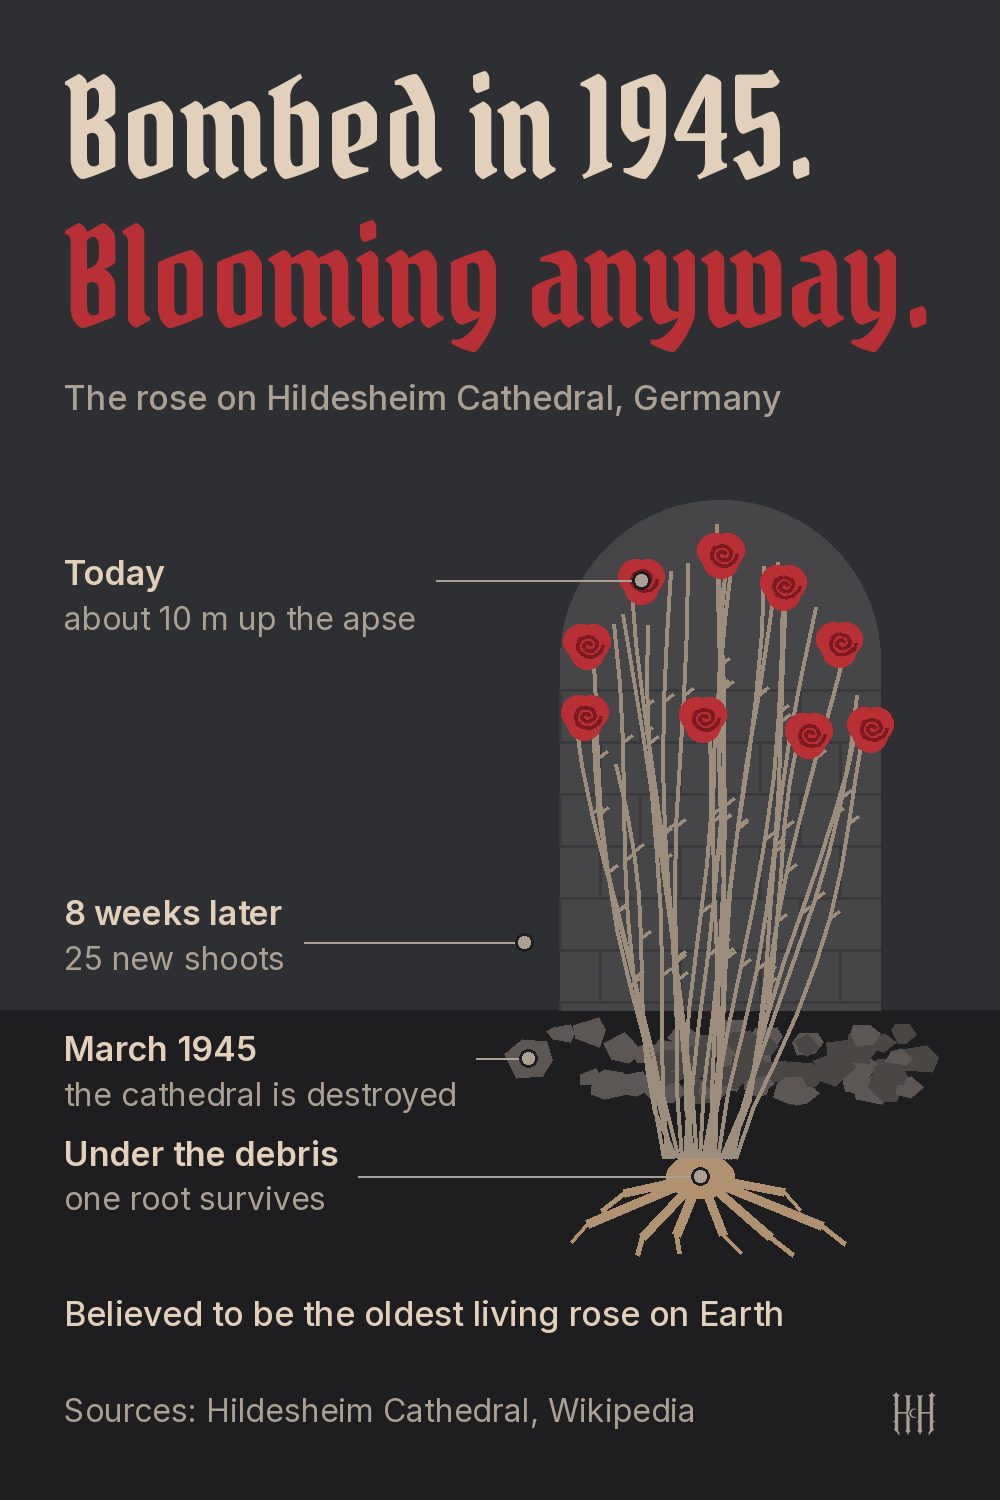 Bombed in 1945.
Blooming anyway.
The rose on Hildesheim Cathedral, Germany
Today
about 10 m up the apse
8 weeks later
25 new shoots
March 1945
the cathedral is destroyed
Under the debris
one root survives
Believed to be the oldest living rose on Earth
Sources: Hildesheim Cathedral, Wikipedia
HcH